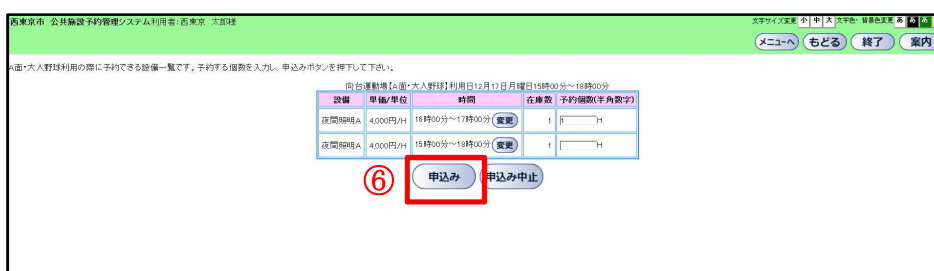 西東京市 公共施設予約管理システム利用者:西東京 太郎様
文字サイズ変更 小 中 大 文字色・背景色変更 あ あ あ
メニューへ もどる 終了 案内
A面・大人野球利用の際に予約できる設備一覧です。予約する個数を入力し、申込みボタンを押下して下さい。
向台運動場【A面・大人野球】利用日12月17日月曜日15時00分～18時00分
設備 単価/単位 時間 在庫数 予約個数(半角数字)
夜間照明A 4,000円/H 16時00分～17時00分 変更 1 1 H
夜間照明A 4,000円/H 15時00分～18時00分 変更 1 H
⑥ 申込み 申込み中止